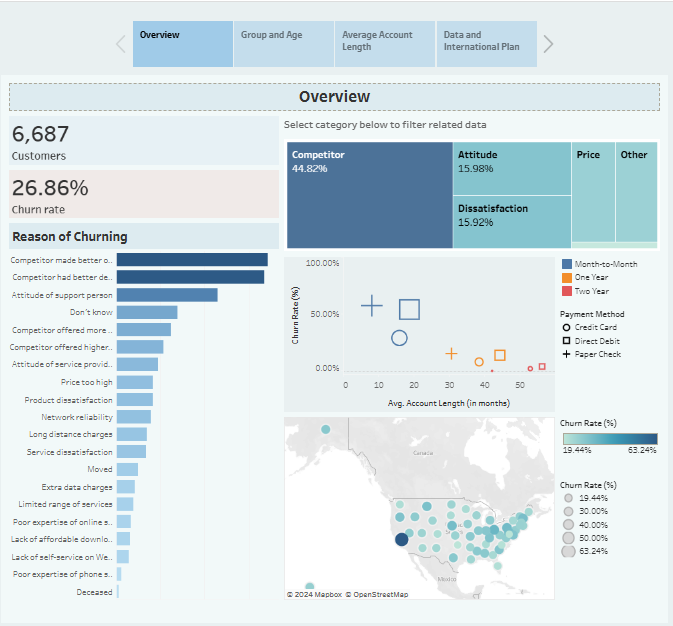 Overview
Group and Age
Average Account
Length
Data and
International Plan
Overview
6,687
Customers
26.86%
Churn rate
Reason of Churning
Competitor made better o..
Competitor had better de..
Attitude of support person
Don't know
Competitor offered more ..
Competitor offered higher..
Attitude of service provid..
Price too high
Product dissatisfaction
Network reliability
Long distance charges
Service dissatisfaction
Moved
Extra data charges
Limited range of services
Poor expertise of online s..
Lack of affordable downlo..
Lack of self-service on We..
Poor expertise of phone s..
Deceased
Select category below to filter related data
Competitor
44.82%
Attitude
15.98%
Dissatisfaction
15.92%
Price
Other
100.00%
50.00%
0.00%
Churn Rate (%)
0 10 20 30 40 50
Avg. Account Length (in months)
Month-to-Month
One Year
Two Year
Payment Method
Credit Card
Direct Debit
Paper Check
Canada
Mexico
© 2024 Mapbox © OpenStreetMap
Churn Rate (%)
19.44% 63.24%
Churn Rate (%)
19.44%
30.00%
40.00%
50.00%
63.24%